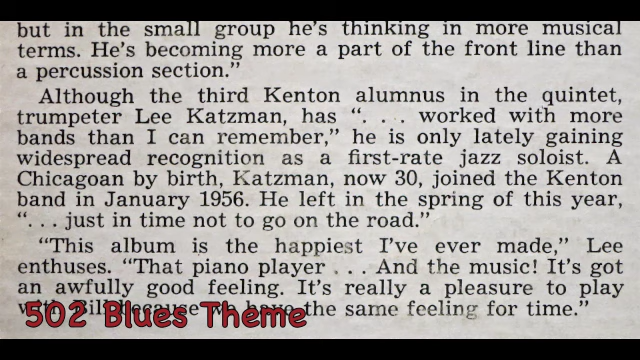 but in the small group he's thinking in more musical
terms. He's becoming more a part of the front line than
a percussion section."
Although the third Kenton alumnus in the quintet,
trumpeter Lee Katzman, has ". . . worked with more
bands than I can remember," he is only lately gaining
widespread recognition as a first-rate jazz soloist. A
Chicagoan by birth, Katzman, now 30, joined the Kenton
band in January 1956. He left in the spring of this year,
". . . just in time not to go on the road."
"This album is the happiest I've ever made," Lee
enthuses. "That piano player . . . And the music! It's got
an awfully good feeling. It's really a pleasure to play
the same feeling for time."
502 Blues Theme